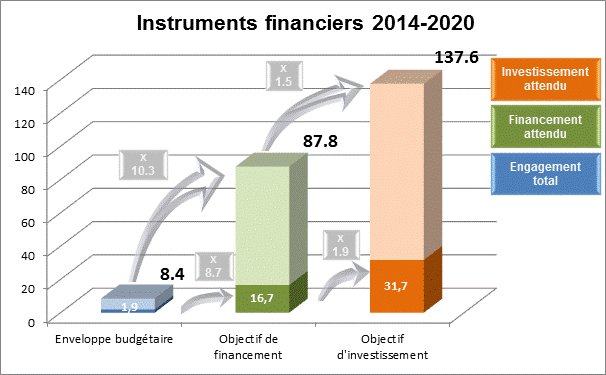 Instruments financiers 2014-2020
137.6
x
1.5
Investissement
attendu
140
120
100
80
60
40
20
0
87.8
Financement
attendu
x
10.3
Engagement
total
8.4
x
8.7
x
1.9
1,9
16,7
31,7
Enveloppe budgétaire
Objectif de
financement
Objectif
d'investissement